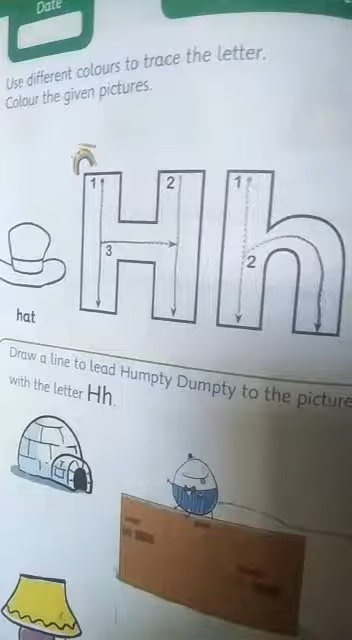 Date
Use different colours to trace the letter.
Colour the given pictures.
Hh
1
2
3
1
2
hat
Draw a line to lead Humpty Dumpty to the picture
with the letter Hh.